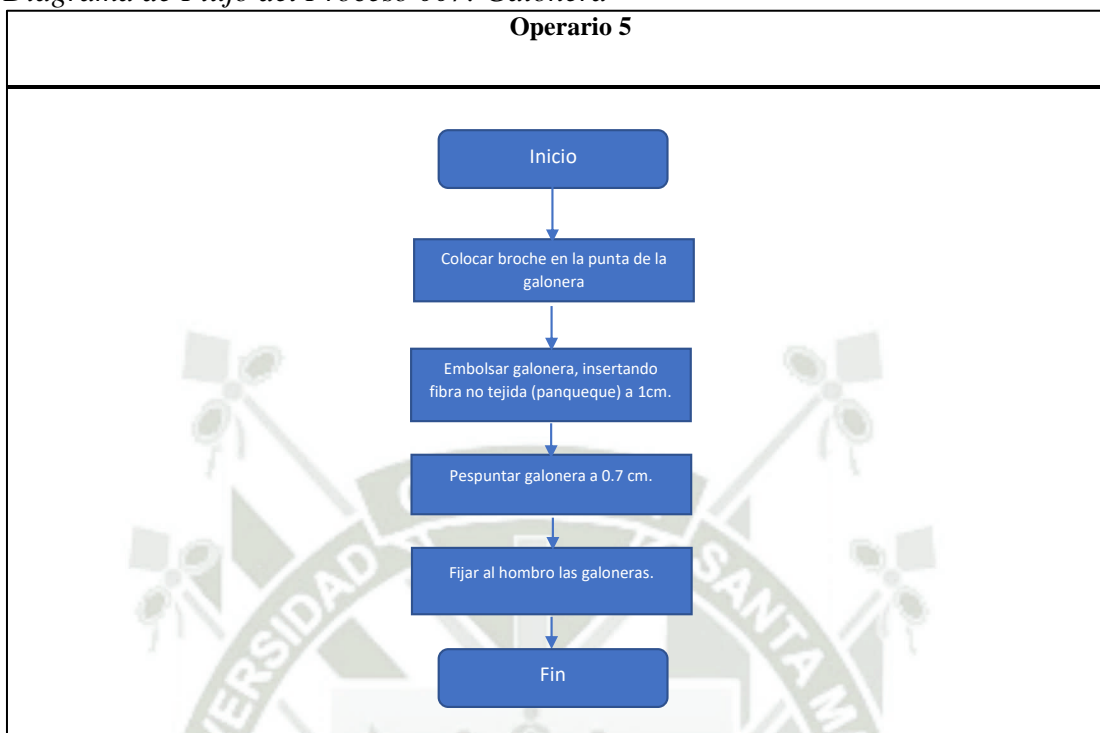 Operario 5
Inicio
Colocar broche en la punta de la
galonera
Embolsar galonera, insertando
fibra no tejida (panqueque) a 1cm.
Pespuntar galonera a 0.7 cm.
Fijar al hombro las galoneras.
Fin